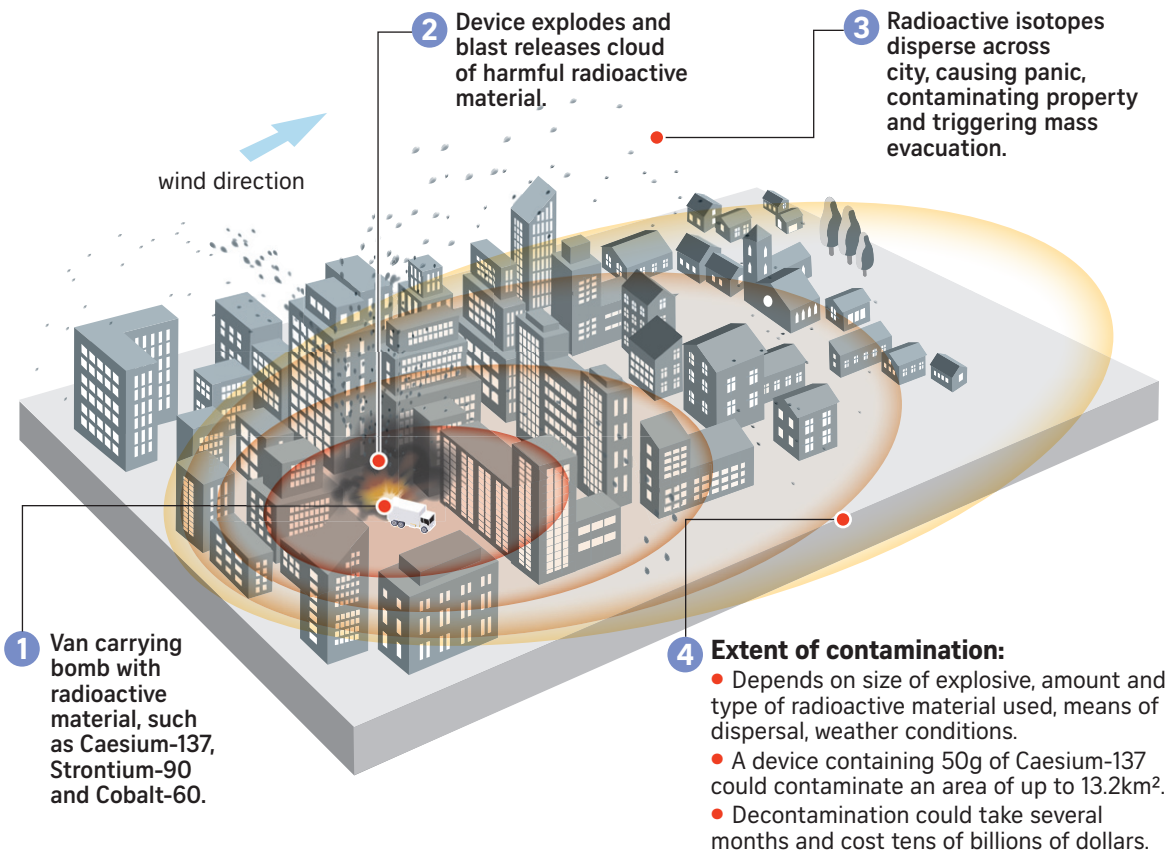 2
Device explodes and
blast releases cloud
of harmful radioactive
material.
3
Radioactive isotopes
disperse across
city, causing panic,
contaminating property
and triggering mass
evacuation.
wind direction
1
Van carrying
bomb with
radioactive
material, such
as Caesium-137,
Strontium-90
and Cobalt-60.
4
Extent of contamination:
• Depends on size of explosive, amount and
type of radioactive material used, means of
dispersal, weather conditions.
• A device containing 50g of Caesium-137
could contaminate an area of up to 13.2km².
• Decontamination could take several
months and cost tens of billions of dollars.